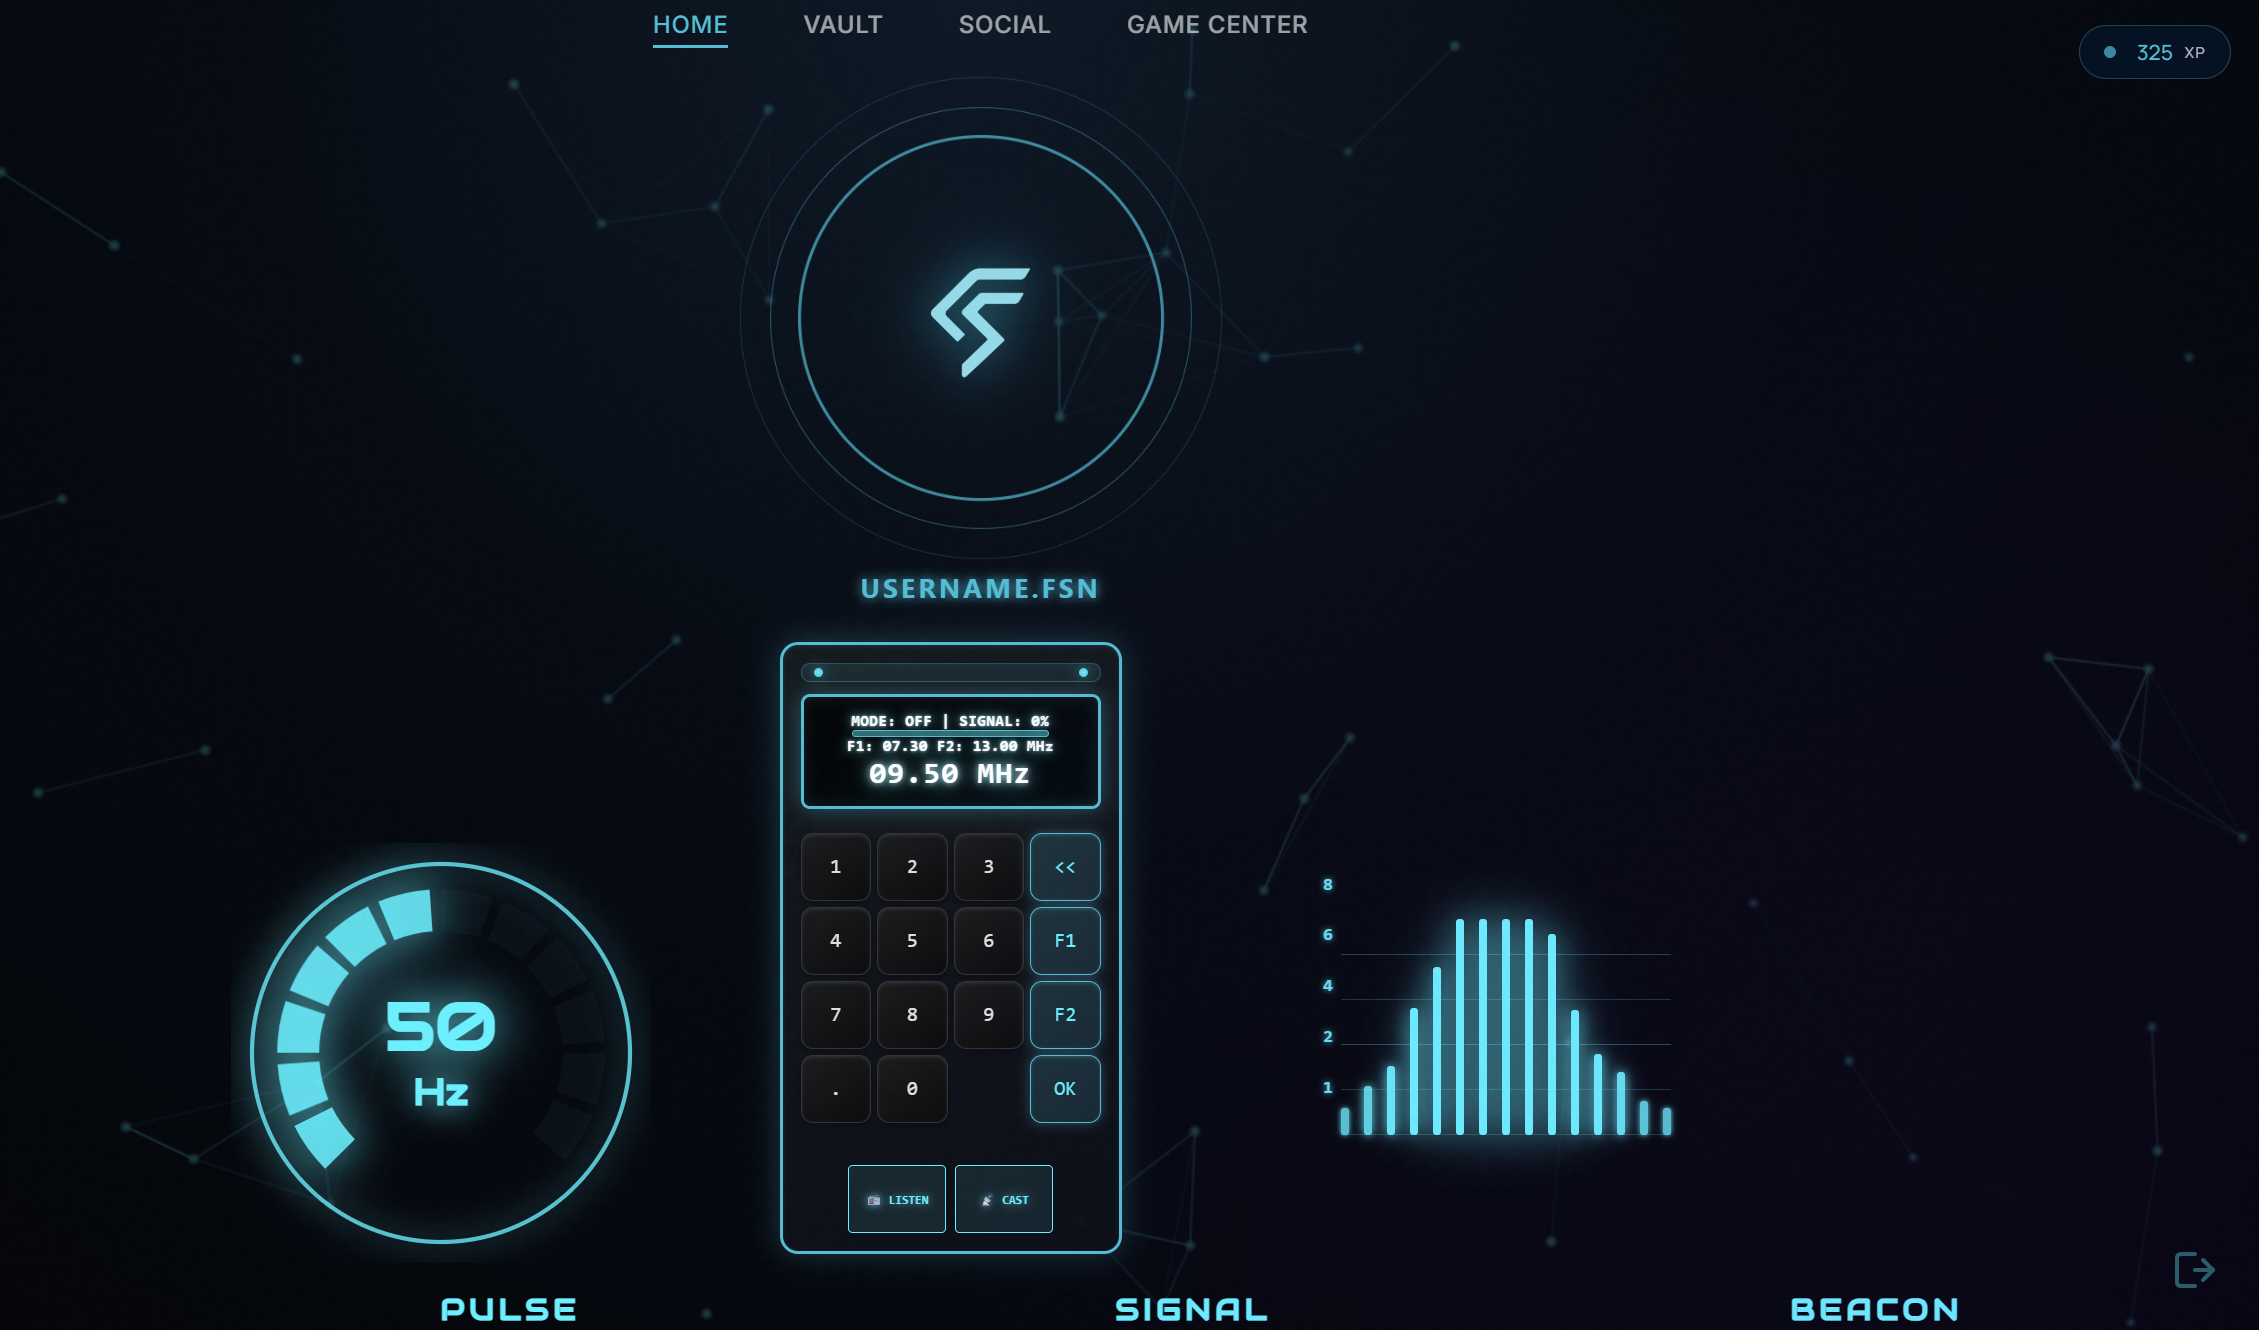 HOME VAULT SOCIAL GAME CENTER
325 XP
USERNAME.FSN
MODE: OFF | SIGNAL: 0%
F1: 07.30 F2: 13.00 MHz
09.50 MHz
1 2 3 <<
4 5 6 F1
7 8 9 F2
. 0 OK
LISTEN CAST
50
Hz
8
6
4
2
1
PULSE SIGNAL BEACON